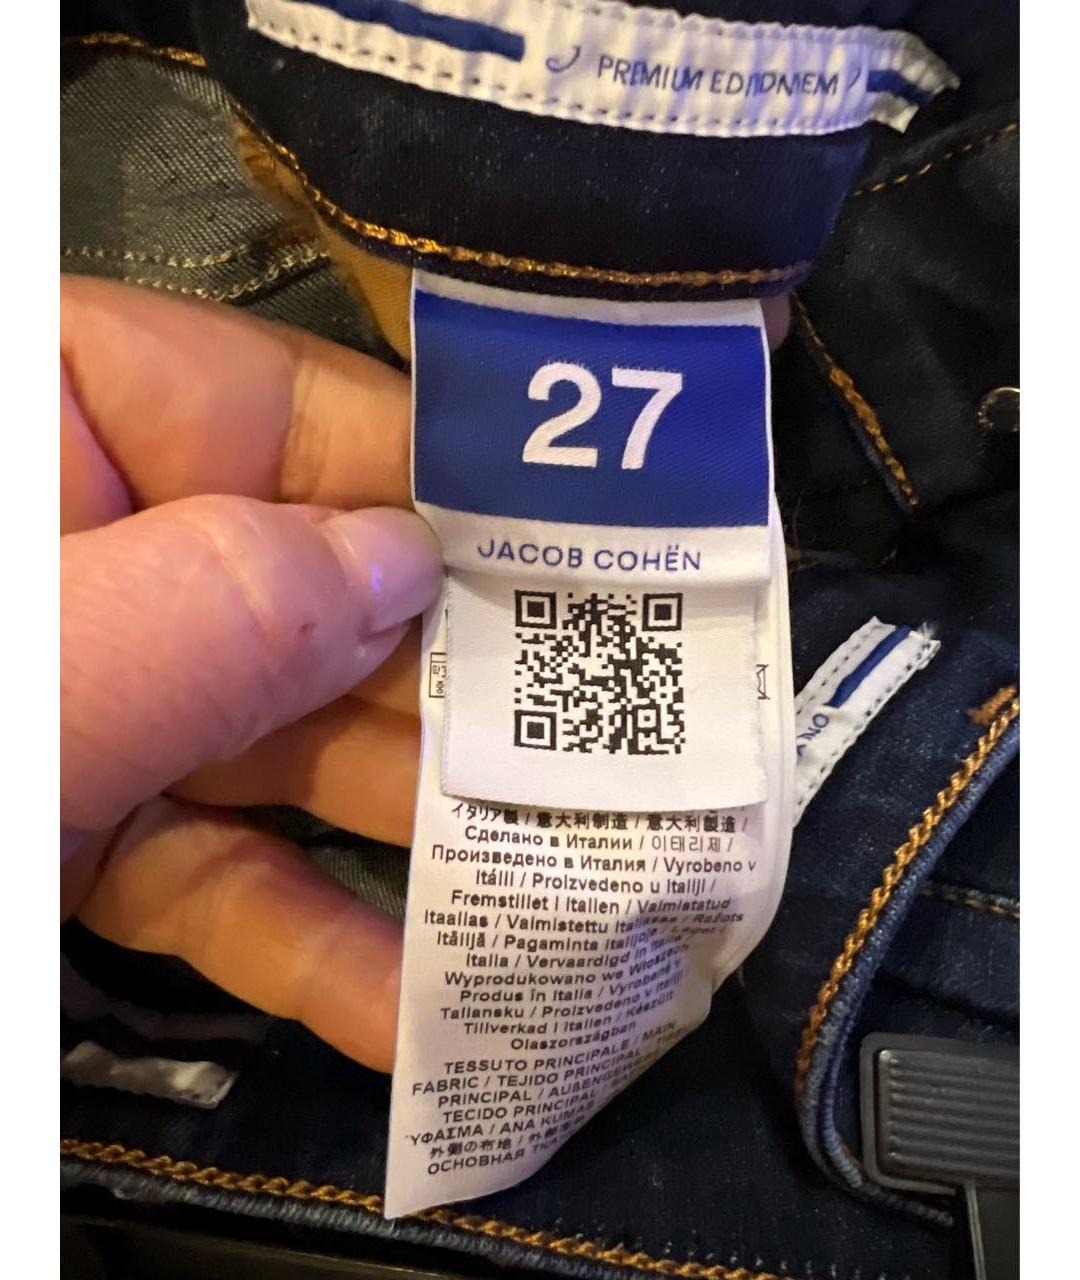 PREMIUM EDITION
27
JACOB COHËN
イタリア製 / 意大利制造 / 意大利製造 /
Сделано в Италии / 이태리제 /
Произведено в Италия / Vyrobeno v
Itálii / Proizvedeno u Italiji /
Fremstillet i Italien / Valmistatud
Itaalias / Valmistettu Italiassa / Ražots
Itālijā / Pagaminta Italijoje /
Italia / Vervaardigd in Italië
Wyprodukowano we Włoszech
Produs în Italia / Vyrobené v
Taliansku / Proizvedeno v Italiji
Tillverkad i Italien / Készült
Olaszországban
TESSUTO PRINCIPALE / MAIN
FABRIC / TEJIDO PRINCIPAL
PRINCIPAL / AUßENGEWEBE
TECIDO PRINCIPAL
ΎΦΑΣΜΑ / ANA KUMAŞ
外側の布地 /
ОСНОВНАЯ